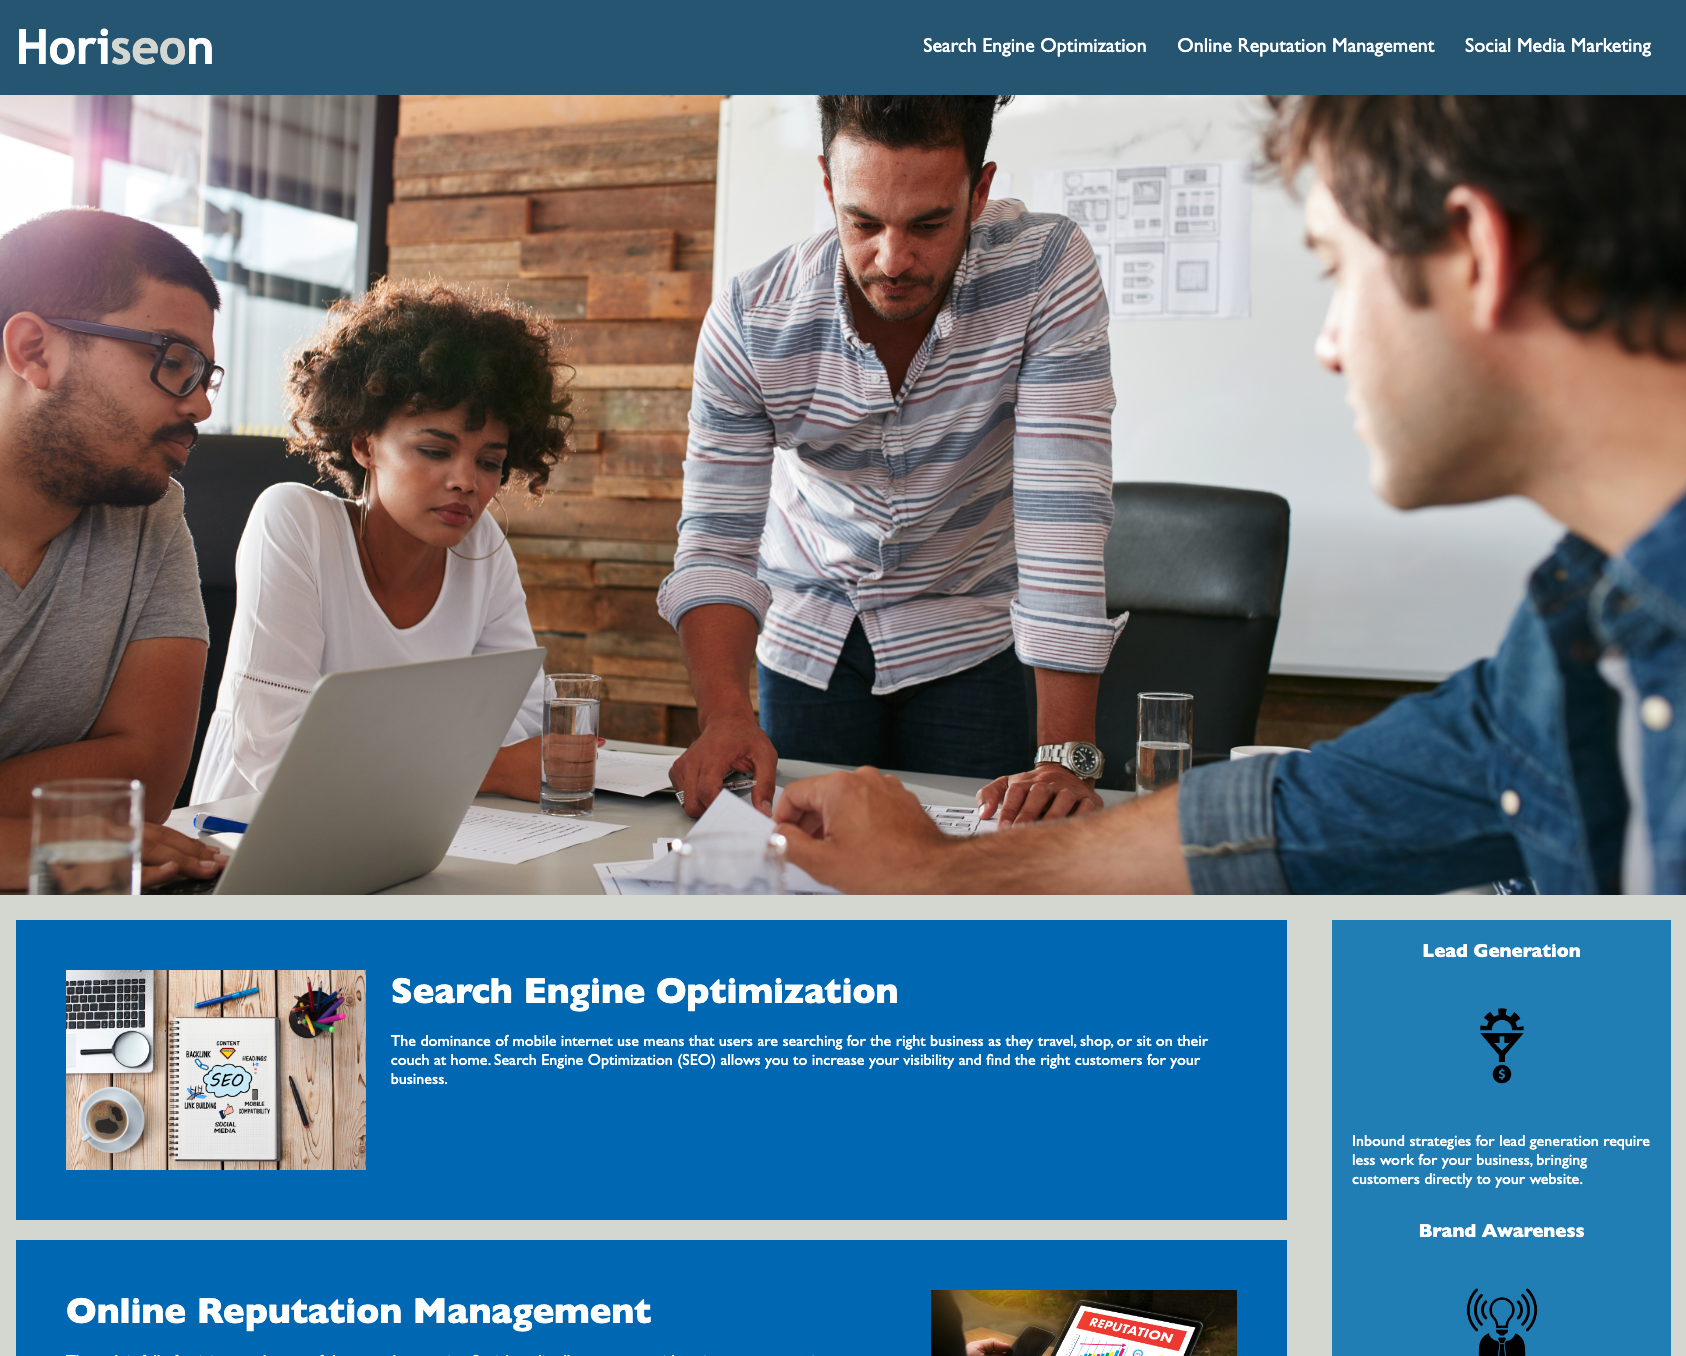 Horiseon
Search Engine Optimization
Online Reputation Management
Social Media Marketing
CONTENT
BACKLINK
HEADINGS
SEO
LINK BUILDING
MOBILE
COMPATIBILITY
SOCIAL
MEDIA
Search Engine Optimization
The dominance of mobile internet use means that users are searching for the right business as they travel, shop, or sit on their
couch at home. Search Engine Optimization (SEO) allows you to increase your visibility and find the right customers for your
business.
Lead Generation
$
Inbound strategies for lead generation require
less work for your business, bringing
customers directly to your website.
Brand Awareness
Online Reputation Management
REPUTATION